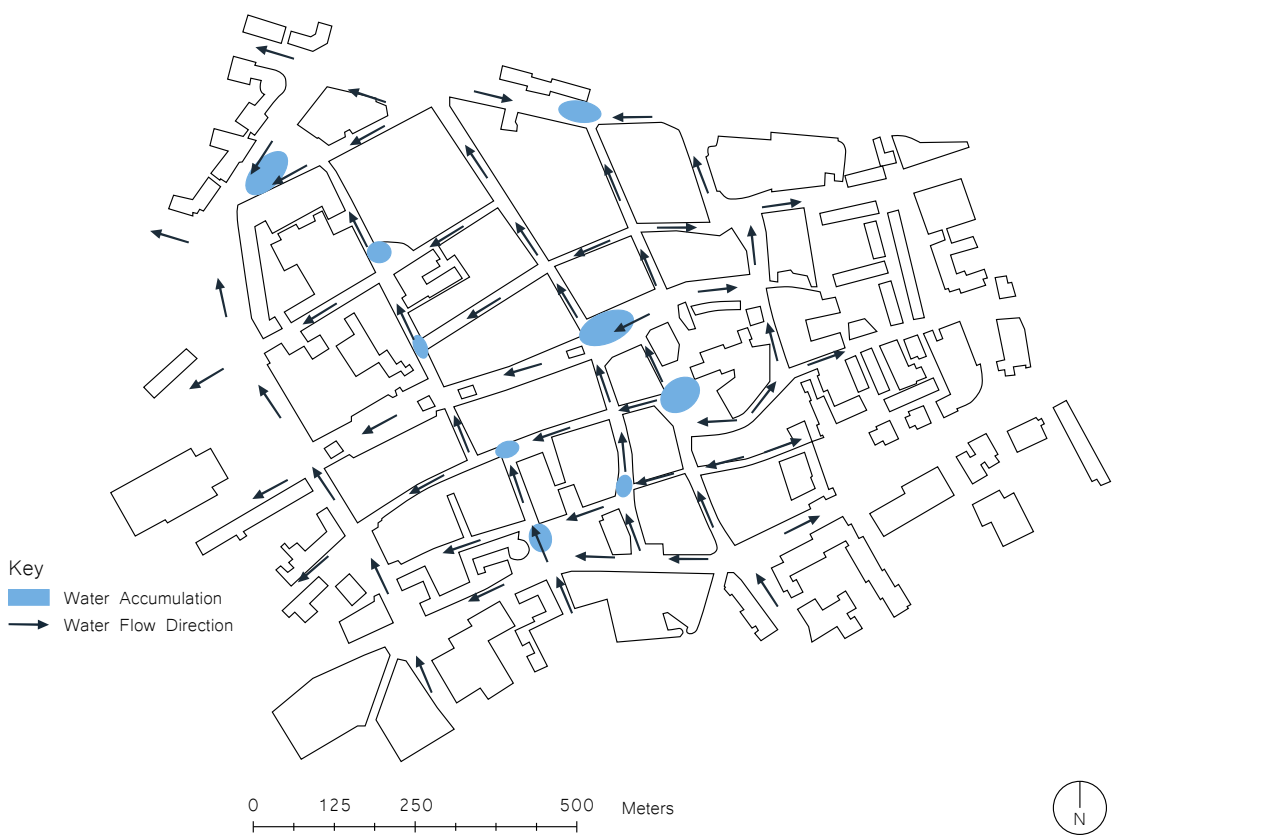 Key
Water Accumulation
Water Flow Direction
0 125 250 500 Meters
N